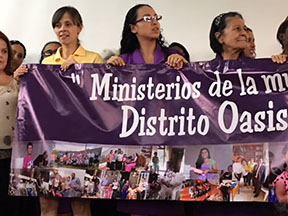 " Ministerios de la mu
Distrito Oasis